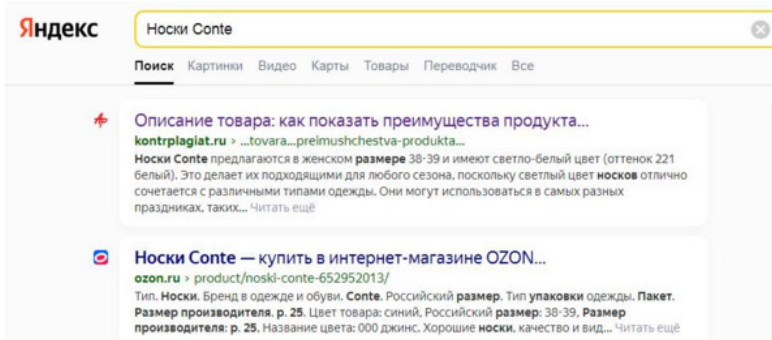 Яндекс
Носки Conte
Поиск Картинки Видео Карты Товары Переводчик Все
Описание товара: как показать преимущества продукта...
kontrplagiat.ru › ...tovara...preimushchestva-produkta...
Носки Conte предлагаются в женском размере 38-39 и имеют светло-белый цвет (оттенок 221
белый). Это делает их подходящими для любого сезона, поскольку светлый цвет носков отлично
сочетается с различными типами одежды. Они могут использоваться в самых разных
праздниках, таких... Читать ещё
Носки Conte — купить в интернет-магазине OZON...
ozon.ru › product/noski-conte-652952013/
Тип. Носки. Бренд в одежде и обуви. Conte. Российский размер. Тип упаковки одежды. Пакет.
Размер производителя. р. 25. Цвет товара: синий, Российский размер: 38-39, Размер
производителя: р. 25, Название цвета: 000 джинс. Хорошие носки, качество и вид... Читать ещё